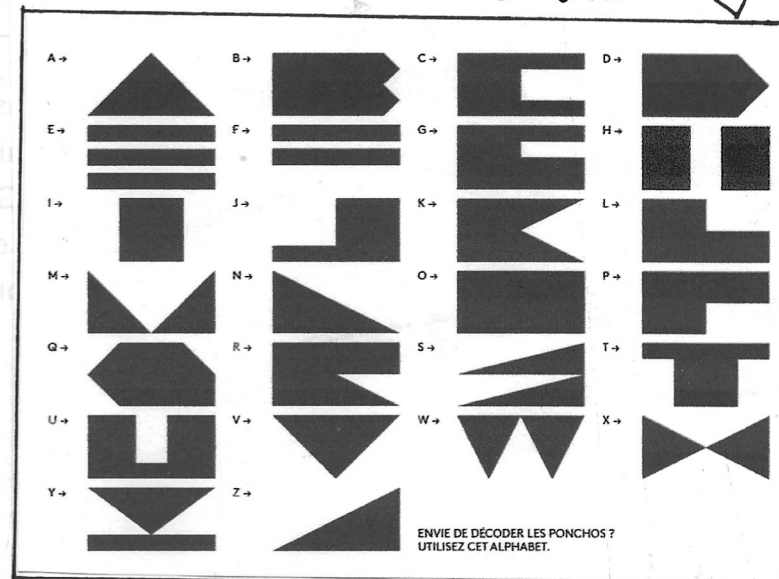 A→ B→ C→ D→
E→ F→ G→ H→
I→ J→ K→ L→
M→ N→ O→ P→
Q→ R→ S→ T→
U→ V→ W→ X→
Y→ Z→
ENVIE DE DÉCODER LES PONCHOS ?
UTILISEZ CET ALPHABET.